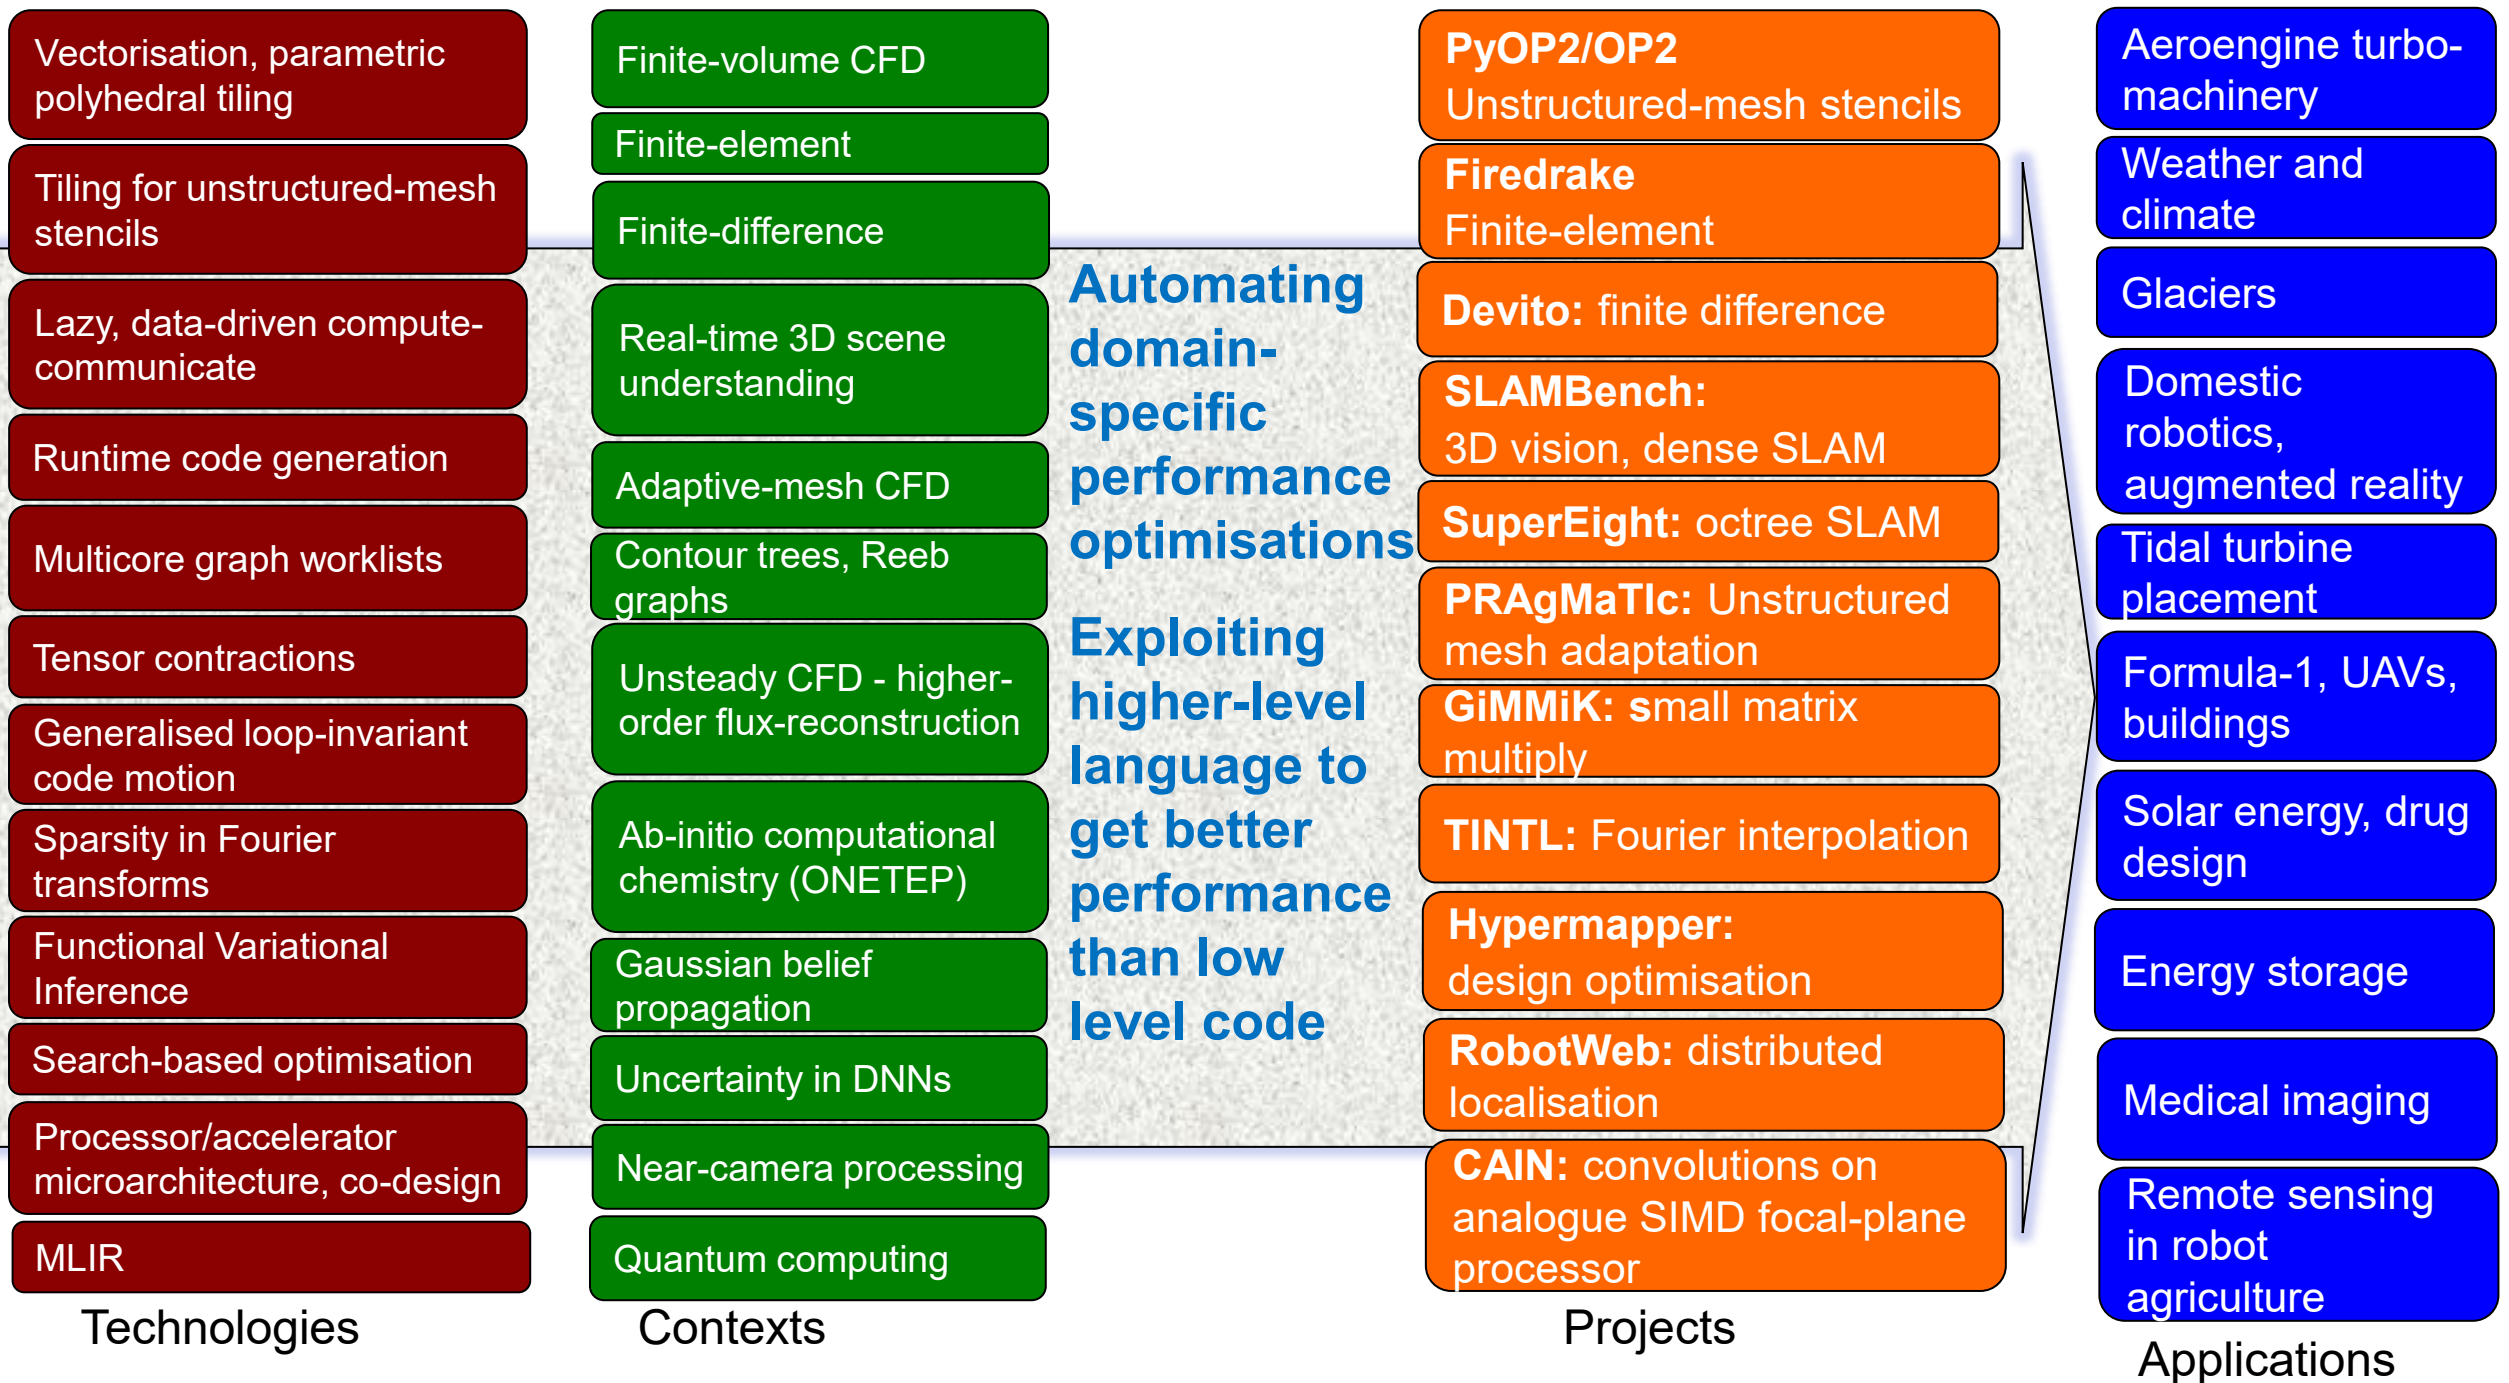 Vectorisation, parametric
polyhedral tiling
Tiling for unstructured-mesh
stencils
Lazy, data-driven compute-
communicate
Runtime code generation
Multicore graph worklists
Tensor contractions
Generalised loop-invariant
code motion
Sparsity in Fourier
transforms
Functional Variational
Inference
Search-based optimisation
Processor/accelerator
microarchitecture, co-design
MLIR
Technologies
Finite-volume CFD
Finite-element
Finite-difference
Real-time 3D scene
understanding
Adaptive-mesh CFD
Contour trees, Reeb
graphs
Unsteady CFD - higher-
order flux-reconstruction
Ab-initio computational
chemistry (ONETEP)
Gaussian belief
propagation
Uncertainty in DNNs
Near-camera processing
Quantum computing
Contexts
Automating
domain-
specific
performance
optimisations
Exploiting
higher-level
language to
get better
performance
than low
level code
PyOP2/OP2
Unstructured-mesh stencils
Firedrake
Finite-element
Devito: finite difference
SLAMBench:
3D vision, dense SLAM
SuperEight: octree SLAM
PRAgMaTIc: Unstructured
mesh adaptation
GiMMiK: small matrix
multiply
TINTL: Fourier interpolation
Hypermapper:
design optimisation
RobotWeb: distributed
localisation
CAIN: convolutions on
analogue SIMD focal-plane
processor
Projects
Aeroengine turbo-
machinery
Weather and
climate
Glaciers
Domestic
robotics,
augmented reality
Tidal turbine
placement
Formula-1, UAVs,
buildings
Solar energy, drug
design
Energy storage
Medical imaging
Remote sensing
in robot
agriculture
Applications